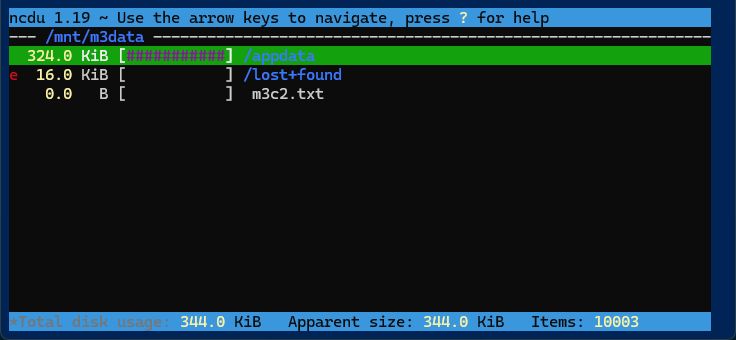 ncdu 1.19 ~ Use the arrow keys to navigate, press ? for help
--- /mnt/m3data ---------------------------------------------------------------
  324.0 KiB [###########] /appdata
e  16.0 KiB [           ] /lost+found
    0.0   B [           ]  m3c2.txt
*Total disk usage: 344.0 KiB   Apparent size: 344.0 KiB   Items: 10003